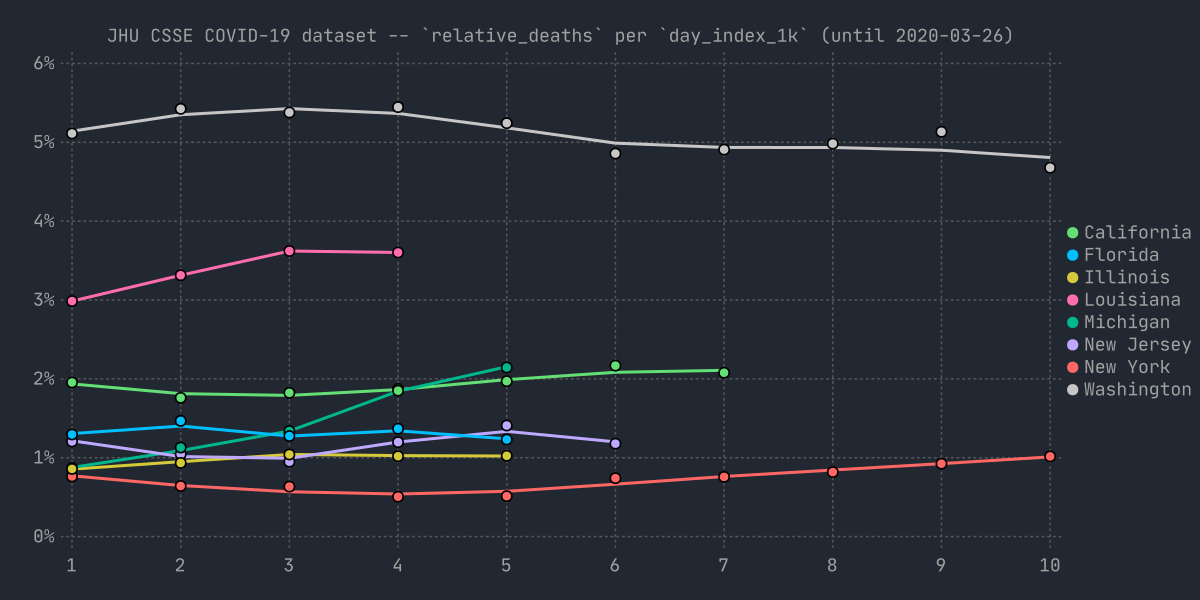 JHU CSSE COVID-19 dataset -- `relative_deaths` per `day_index_1k` (until 2020-03-26)
6%
5%
4%
3%
2%
1%
0%
1 2 3 4 5 6 7 8 9 10
California
Florida
Illinois
Louisiana
Michigan
New Jersey
New York
Washington